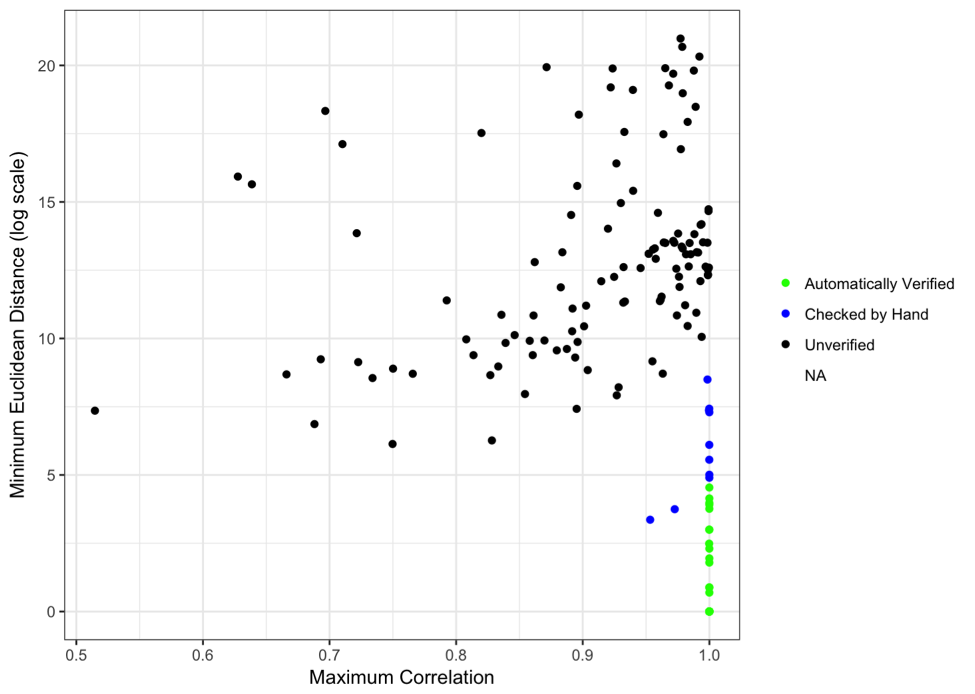 20
15
10
5
0
0.5 0.6 0.7 0.8 0.9 1.0
Maximum Correlation
Minimum Euclidean Distance (log scale)
Automatically Verified
Checked by Hand
Unverified
NA